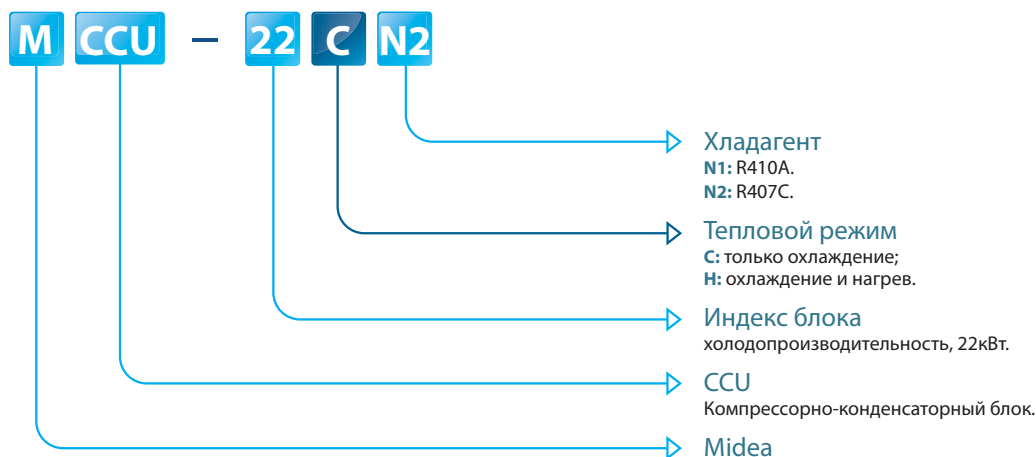 M CCU – 22 C N2
Хладагент
N1: R410A.
N2: R407C.
Тепловой режим
C: только охлаждение;
H: охлаждение и нагрев.
Индекс блока
холодопроизводительность, 22кВт.
CCU
Компрессорно-конденсаторный блок.
Midea